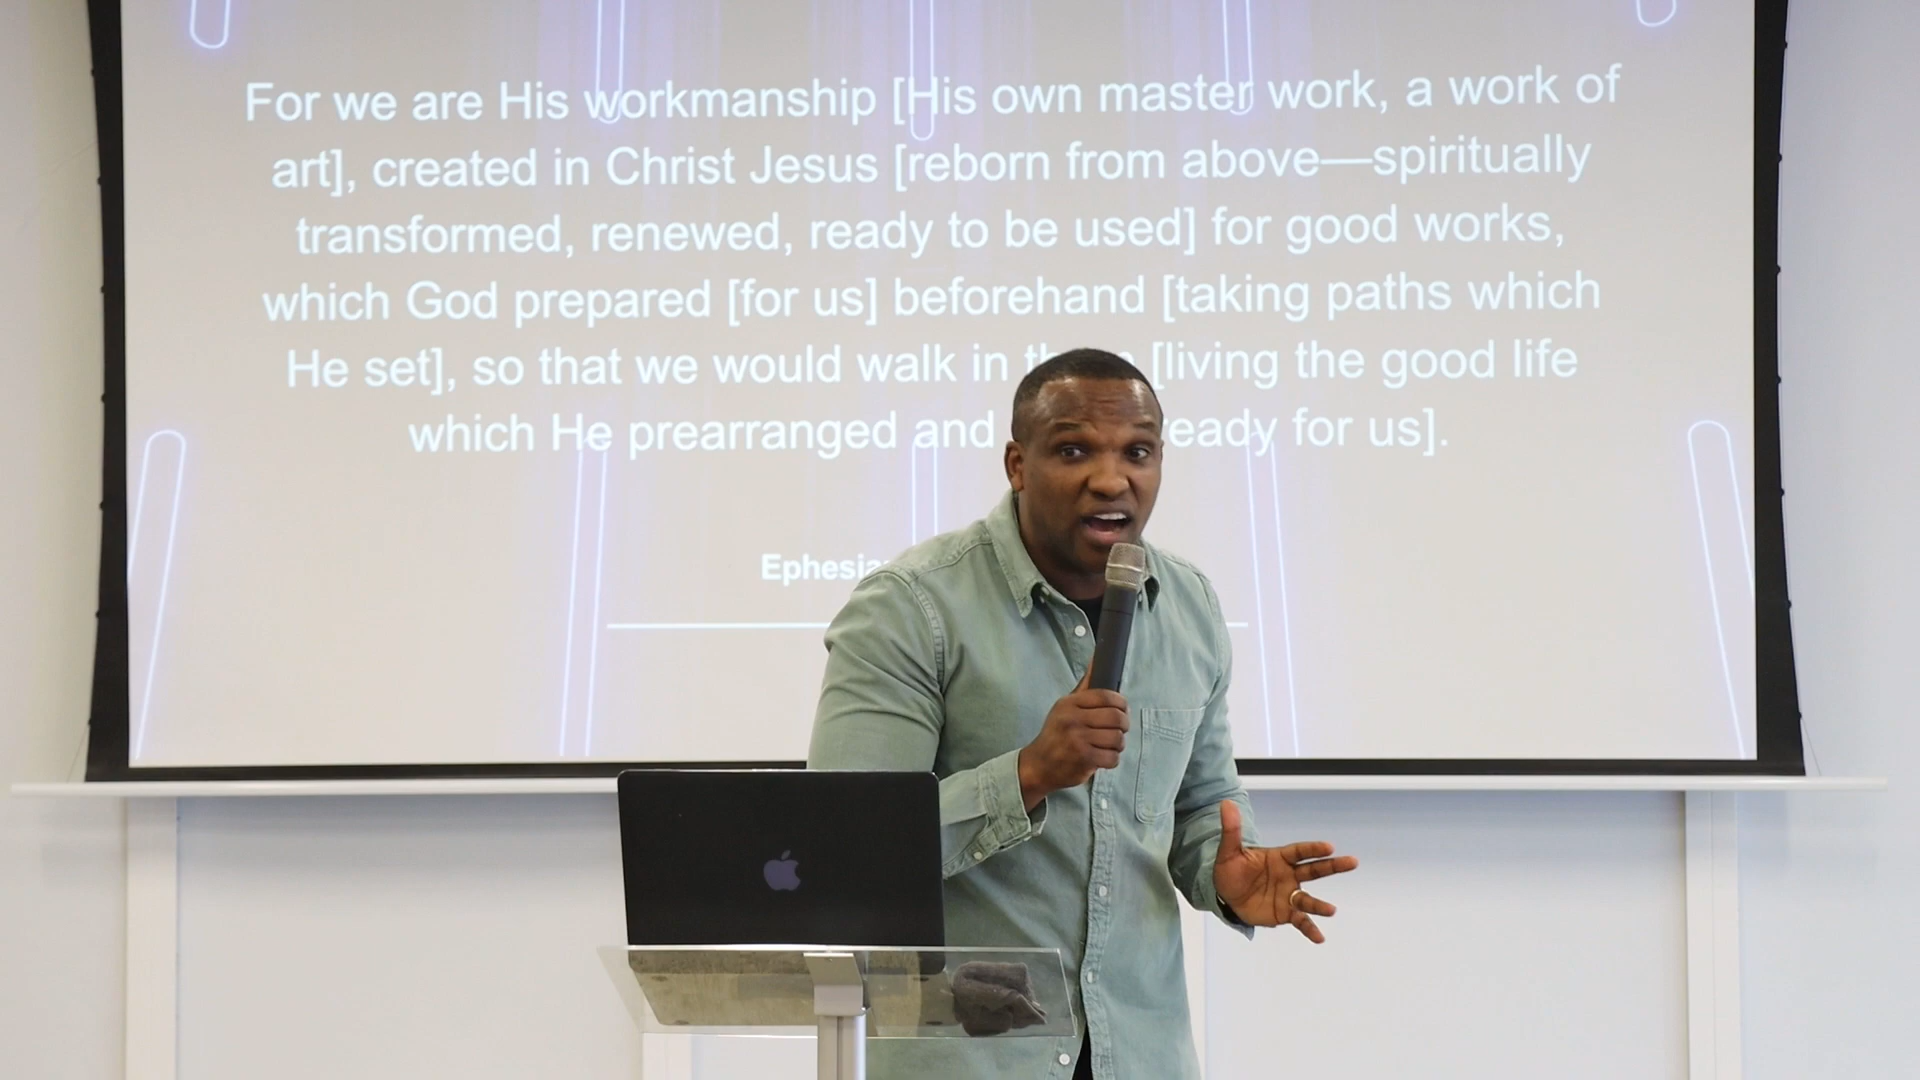 For we are His workmanship [His own master work, a work of
art], created in Christ Jesus [reborn from above—spiritually
transformed, renewed, ready to be used] for good works,
which God prepared [for us] beforehand [taking paths which
He set], so that we would walk in [living the good life
which He prearranged and for us].